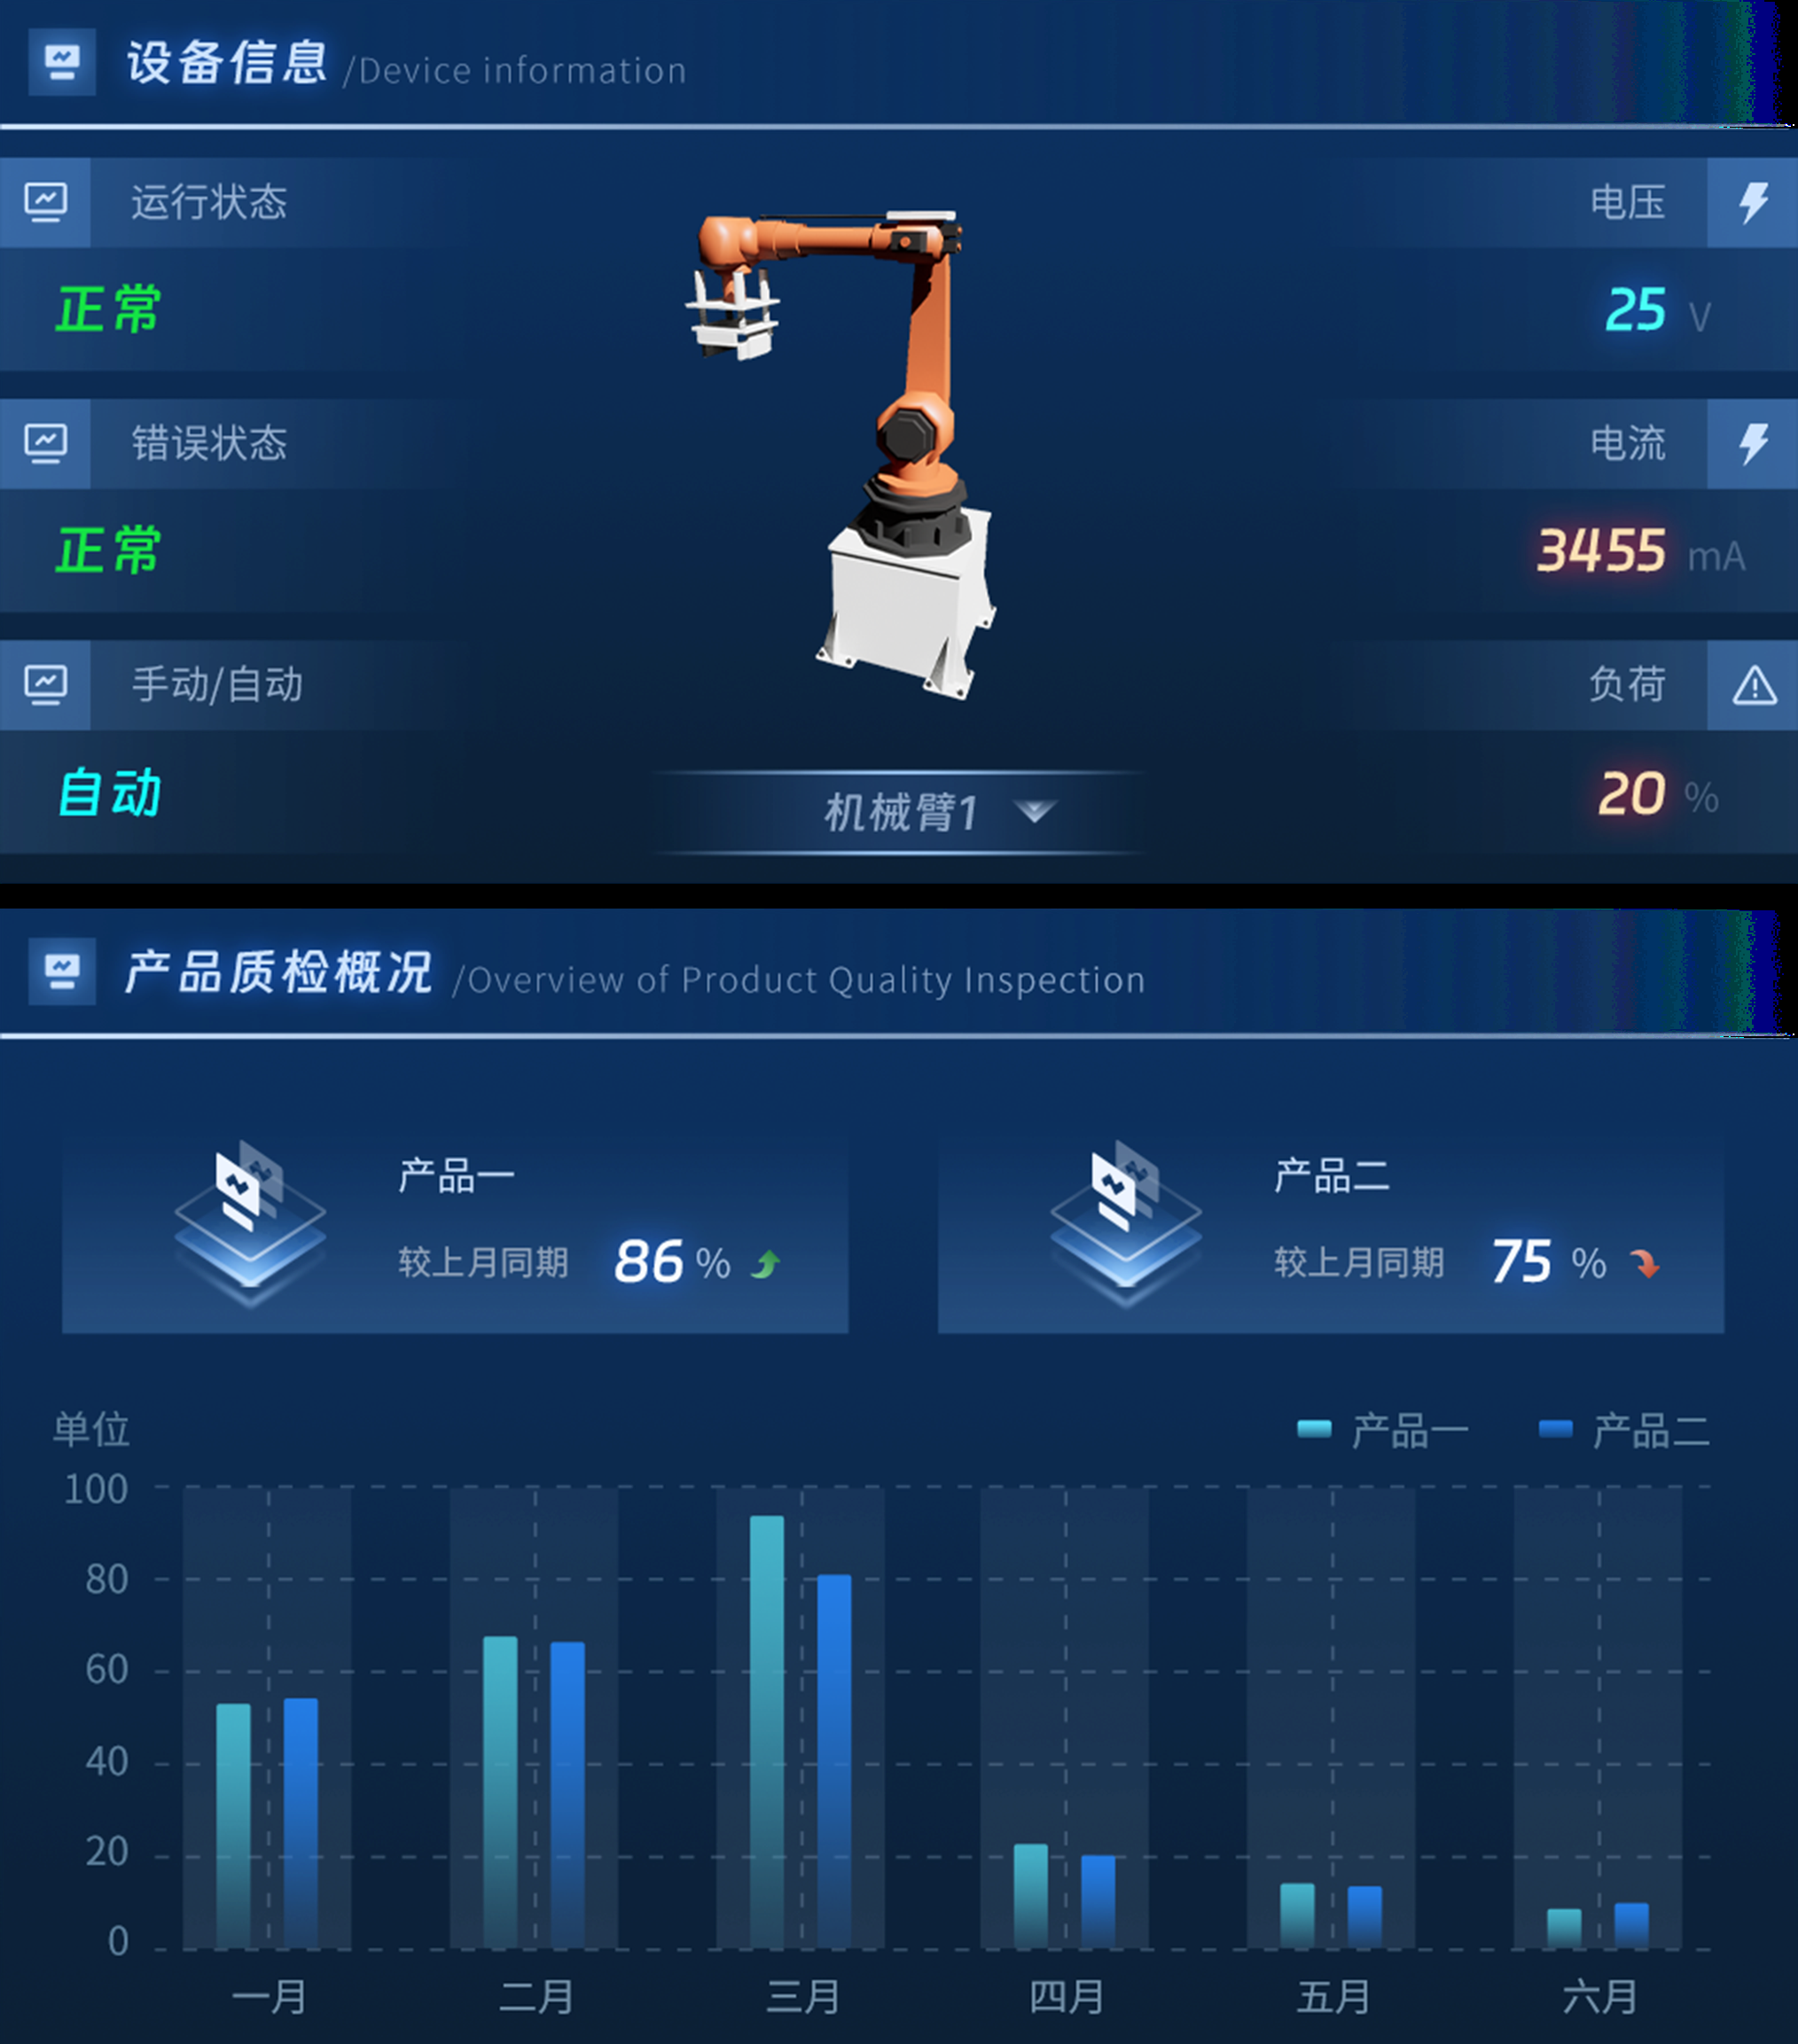 设备信息 /Device information
运行状态
电压
正常
25 V
错误状态
电流
正常
3455 mA
手动/自动
负荷
自动
机械臂1
20 %
产品质检概况 /Overview of Product Quality Inspection
产品一
较上月同期 86 %
产品二
较上月同期 75 %
单位
产品一 产品二
100
80
60
40
20
0
一月 二月 三月 四月 五月 六月